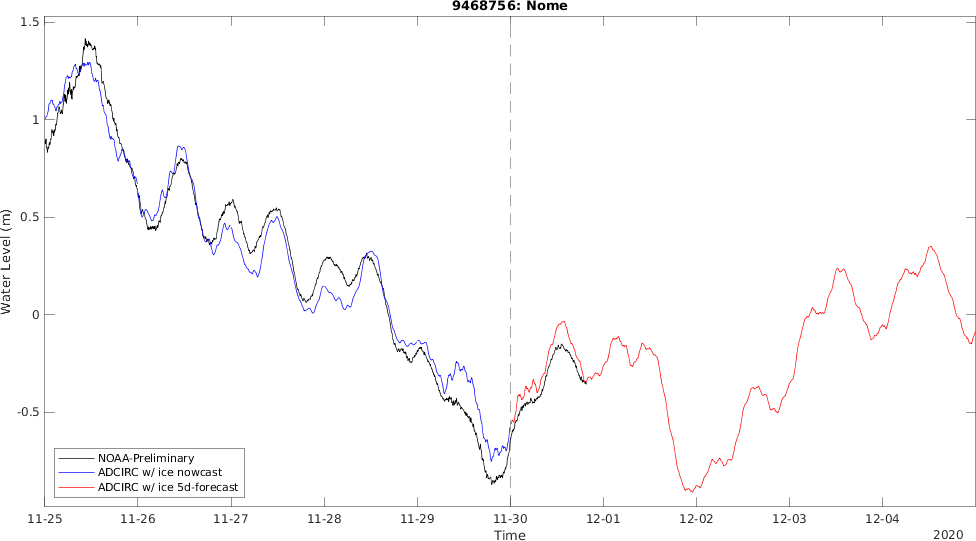 9468756: Nome
1.5
1
0.5
0
-0.5
Water Level (m)
NOAA-Preliminary
ADCIRC w/ ice nowcast
ADCIRC w/ ice 5d-forecast
11-25 11-26 11-27 11-28 11-29 11-30 12-01 12-02 12-03 12-04
Time
2020